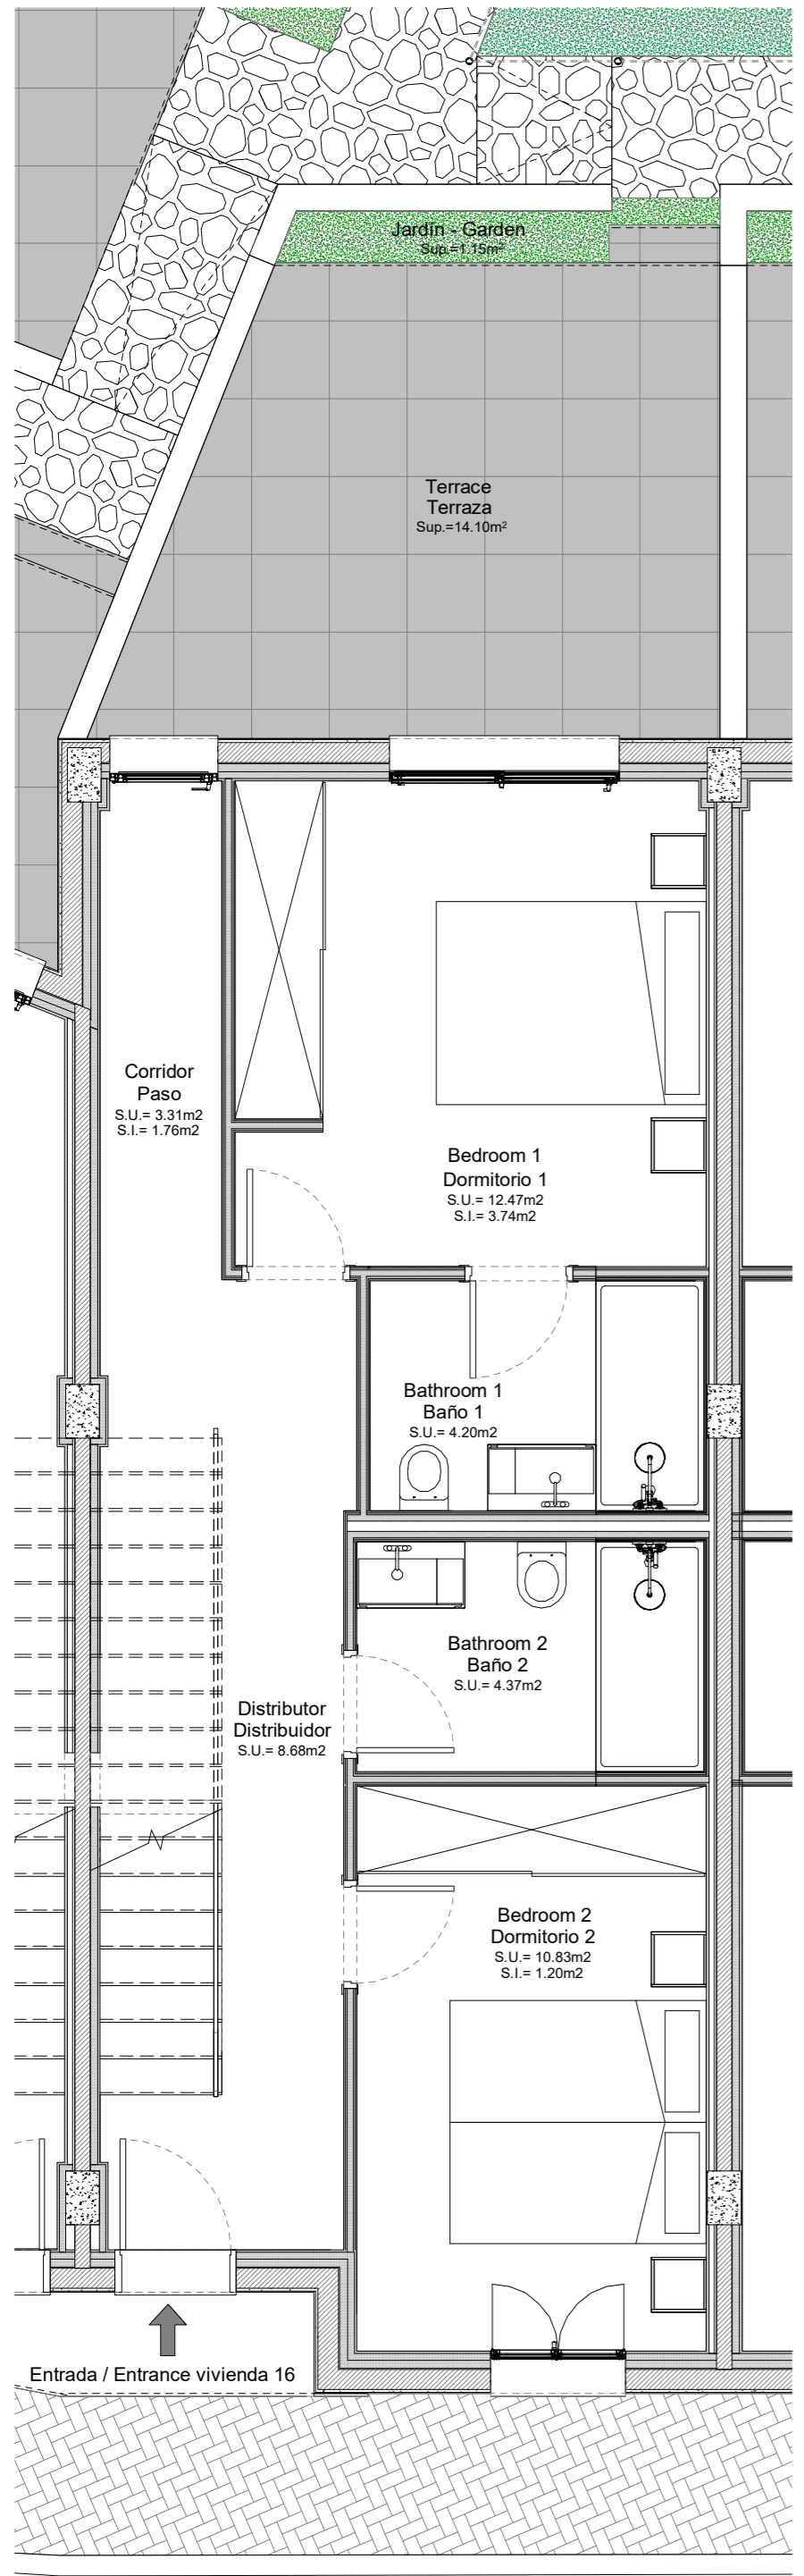 Jardín - Garden
Sup.=1.15m²
Terrace
Terraza
Sup.=14.10m²
Corridor
Paso
S.U.= 3.31m2
S.I.= 1.76m2
Bedroom 1
Dormitorio 1
S.U.= 12.47m2
S.I.= 3.74m2
Bathroom 1
Baño 1
S.U.= 4.20m2
Bathroom 2
Baño 2
S.U.= 4.37m2
Distributor
Distribuidor
S.U.= 8.68m2
Bedroom 2
Dormitorio 2
S.U.= 10.83m2
S.I.= 1.20m2
Entrada / Entrance vivienda 16